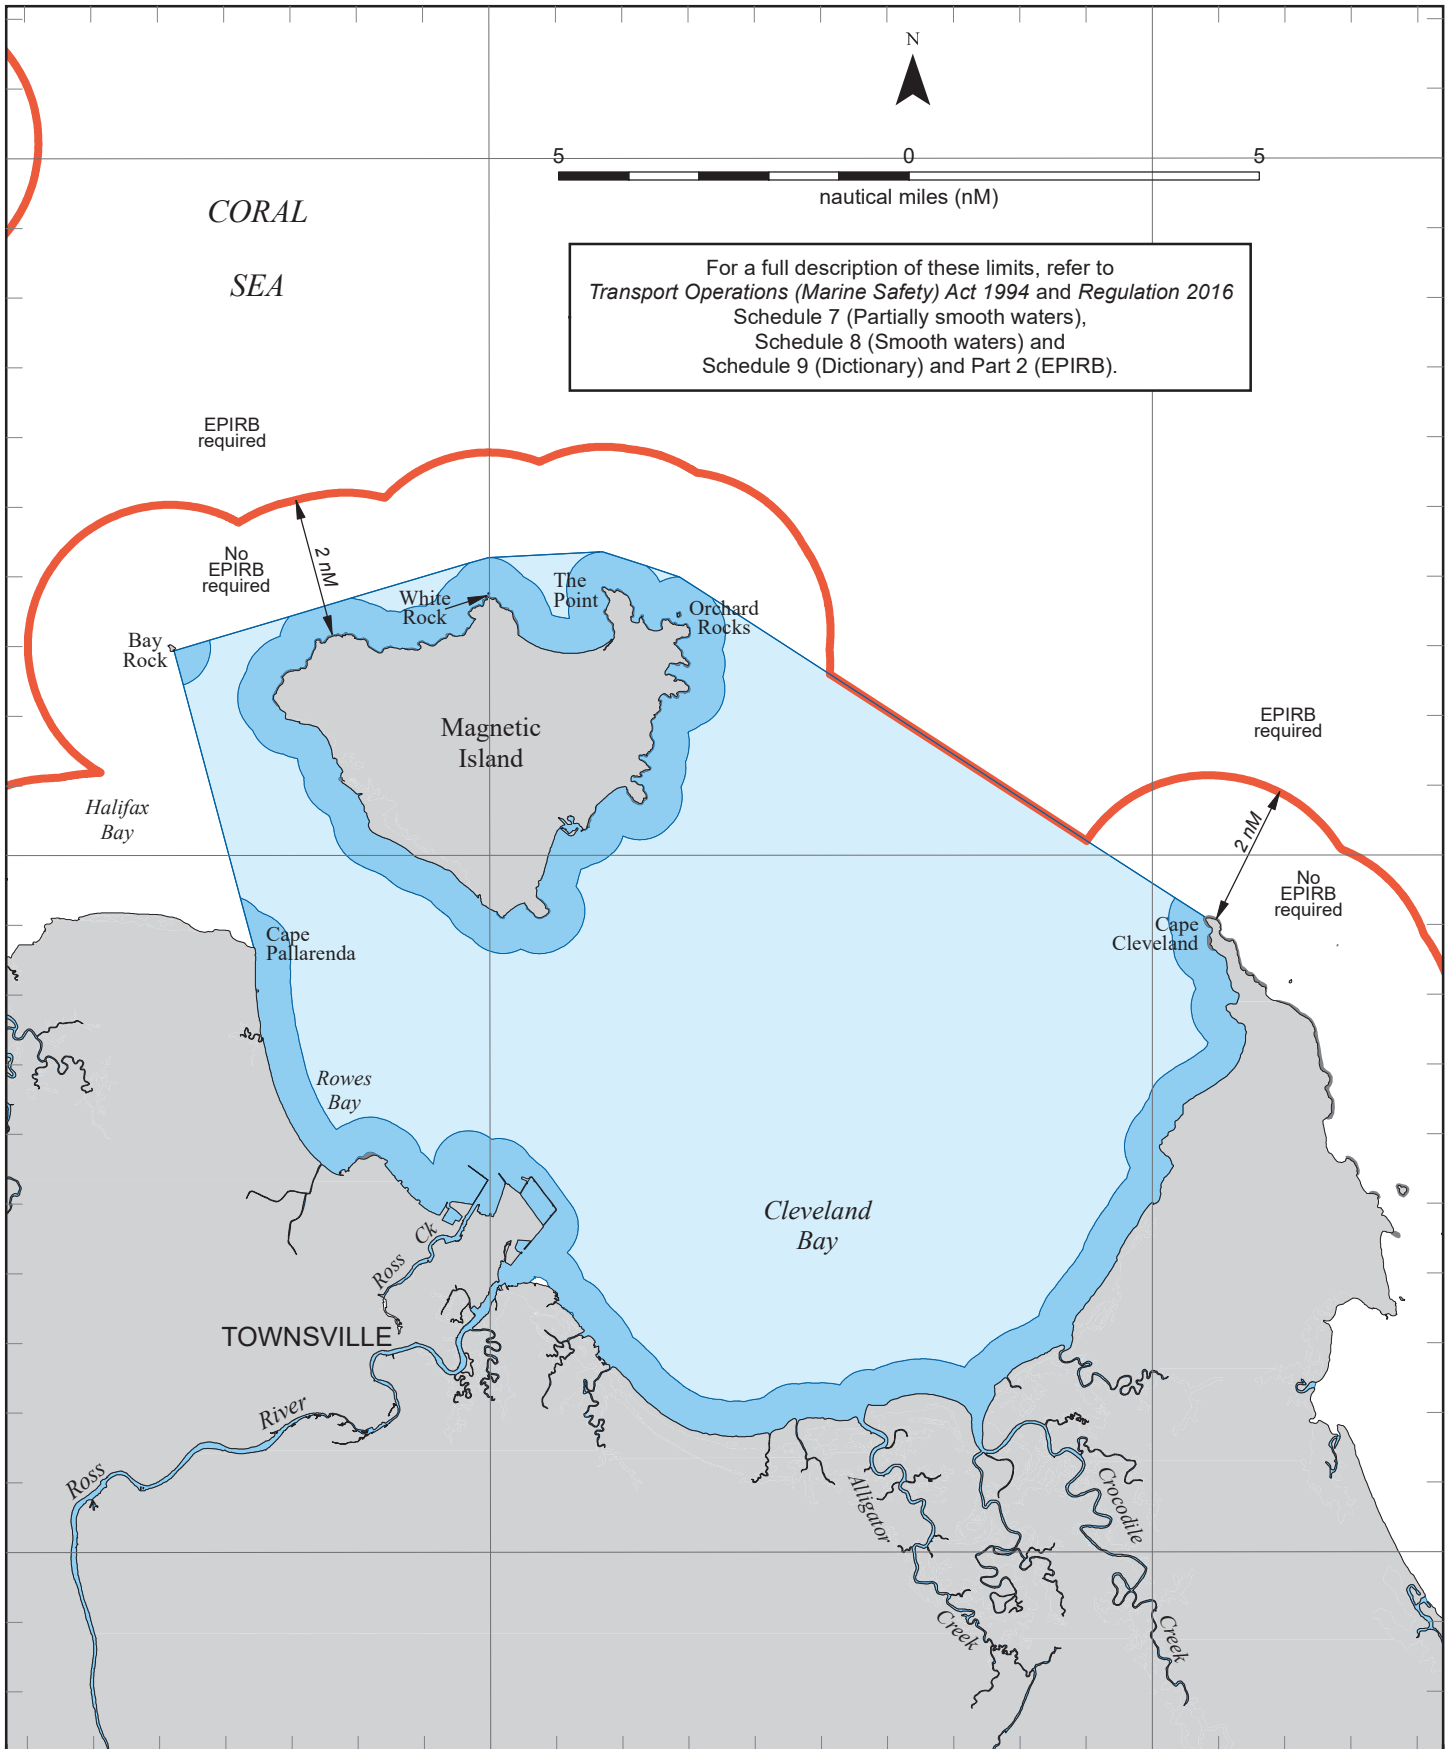 N
5 0 5
nautical miles (nM)
CORAL
SEA
For a full description of these limits, refer to
Transport Operations (Marine Safety) Act 1994 and Regulation 2016
Schedule 7 (Partially smooth waters),
Schedule 8 (Smooth waters) and
Schedule 9 (Dictionary) and Part 2 (EPIRB).
EPIRB
required
No
EPIRB
required
2 nM
White
Rock
The
Point
Orchard
Rocks
Bay
Rock
Magnetic
Island
Halifax
Bay
EPIRB
required
2 nM
No
EPIRB
required
Cape
Pallarenda
Cape
Cleveland
Rowes
Bay
Cleveland
Bay
Ross Ck
TOWNSVILLE
Ross River
Alligator
Creek
Crocodile
Creek